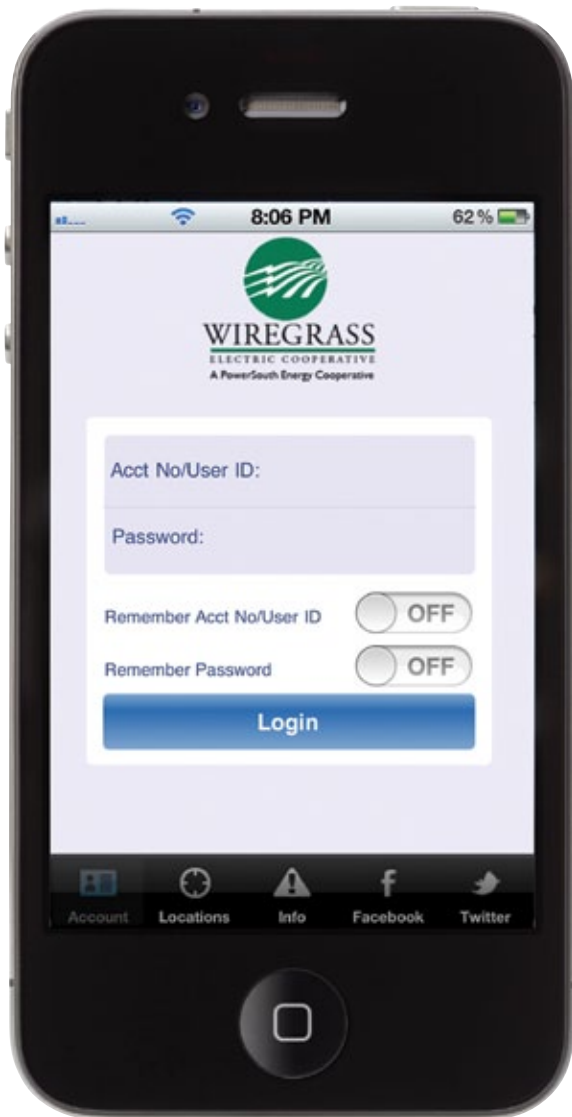 8:06 PM 62%
WIREGRASS
ELECTRIC COOPERATIVE
A PowerSouth Energy Cooperative
Acct No/User ID:
Password:
Remember Acct No/User ID OFF
Remember Password OFF
Login
Account Locations Info Facebook Twitter